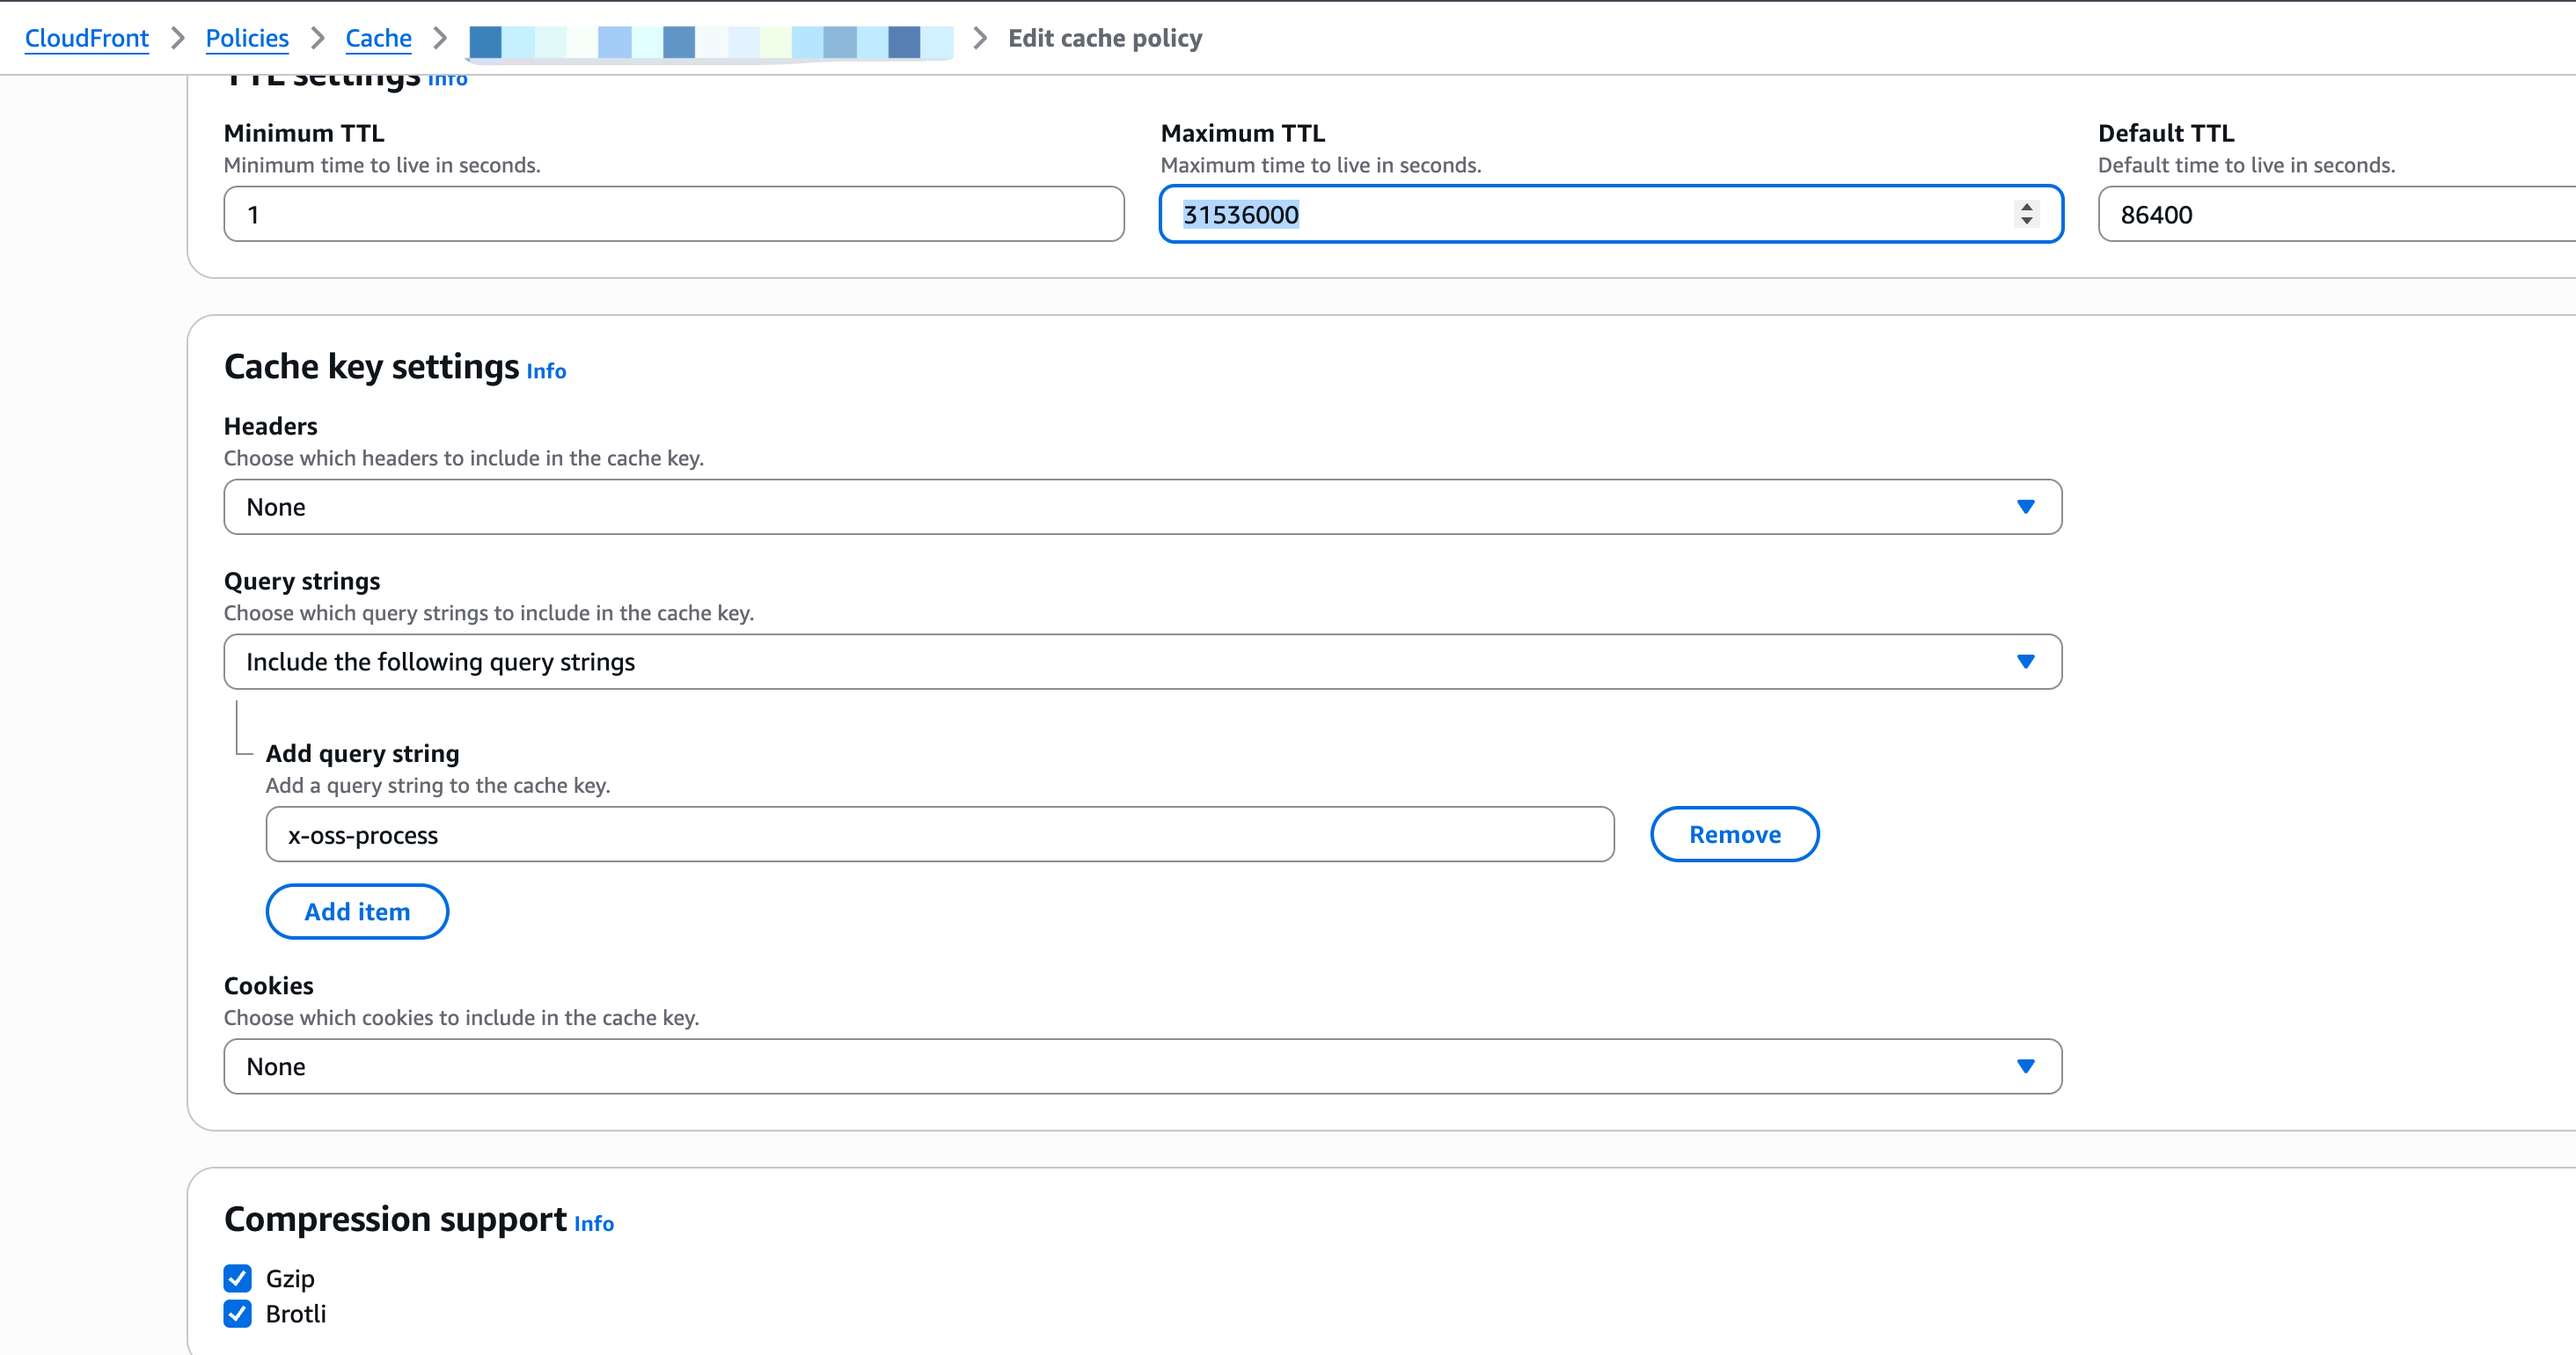 CloudFront > Policies > Cache > > Edit cache policy
TTL settings Info
Minimum TTL
Minimum time to live in seconds.
1
Maximum TTL
Maximum time to live in seconds.
31536000
Default TTL
Default time to live in seconds.
86400
Cache key settings Info
Headers
Choose which headers to include in the cache key.
None
Query strings
Choose which query strings to include in the cache key.
Include the following query strings
Add query string
Add a query string to the cache key.
x-oss-process
Remove
Add item
Cookies
Choose which cookies to include in the cache key.
None
Compression support Info
Gzip
Brotli